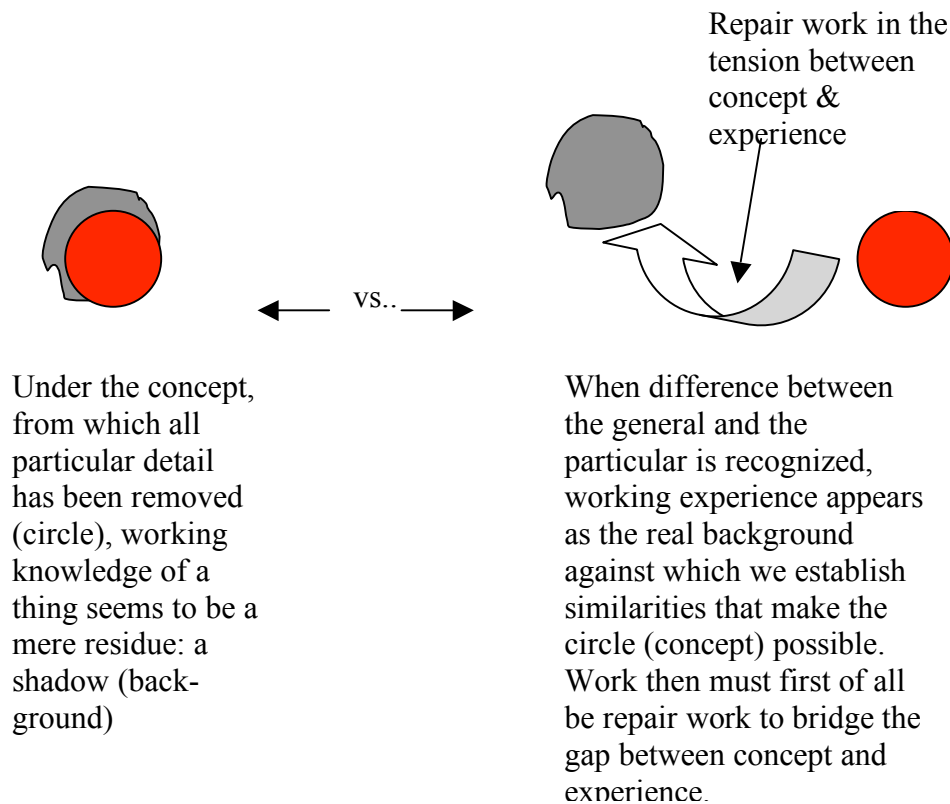 Repair work in the
tension between
concept &
experience
vs..
Under the concept,
from which all
particular detail
has been removed
(circle), working
knowledge of a
thing seems to be a
mere residue: a
shadow (back-
ground)
When difference between
the general and the
particular is recognized,
working experience appears
as the real background
against which we establish
similarities that make the
circle (concept) possible.
Work then must first of all
be repair work to bridge the
gap between concept and
experience.